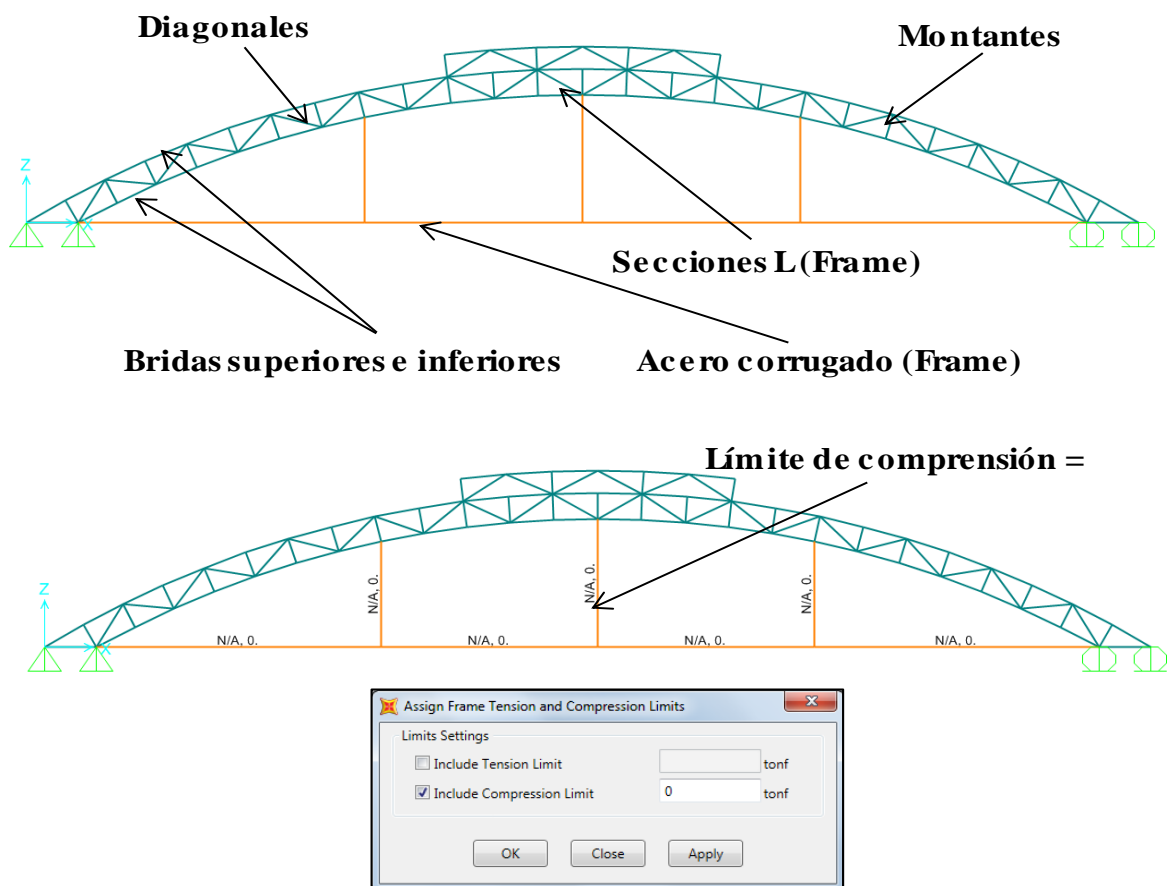 Diagonales
Montantes
Z
X
Secciones L (Frame)
Bridas superiores e inferiores
Acero corrugado (Frame)
Límite de comprensión =
Z
X
N/A, 0.
N/A, 0.
N/A, 0.
N/A, 0.
N/A, 0.
N/A, 0.
N/A, 0.
Assign Frame Tension and Compression Limits
Limits Settings
Include Tension Limit
tonf
Include Compression Limit
0
tonf
OK
Close
Apply